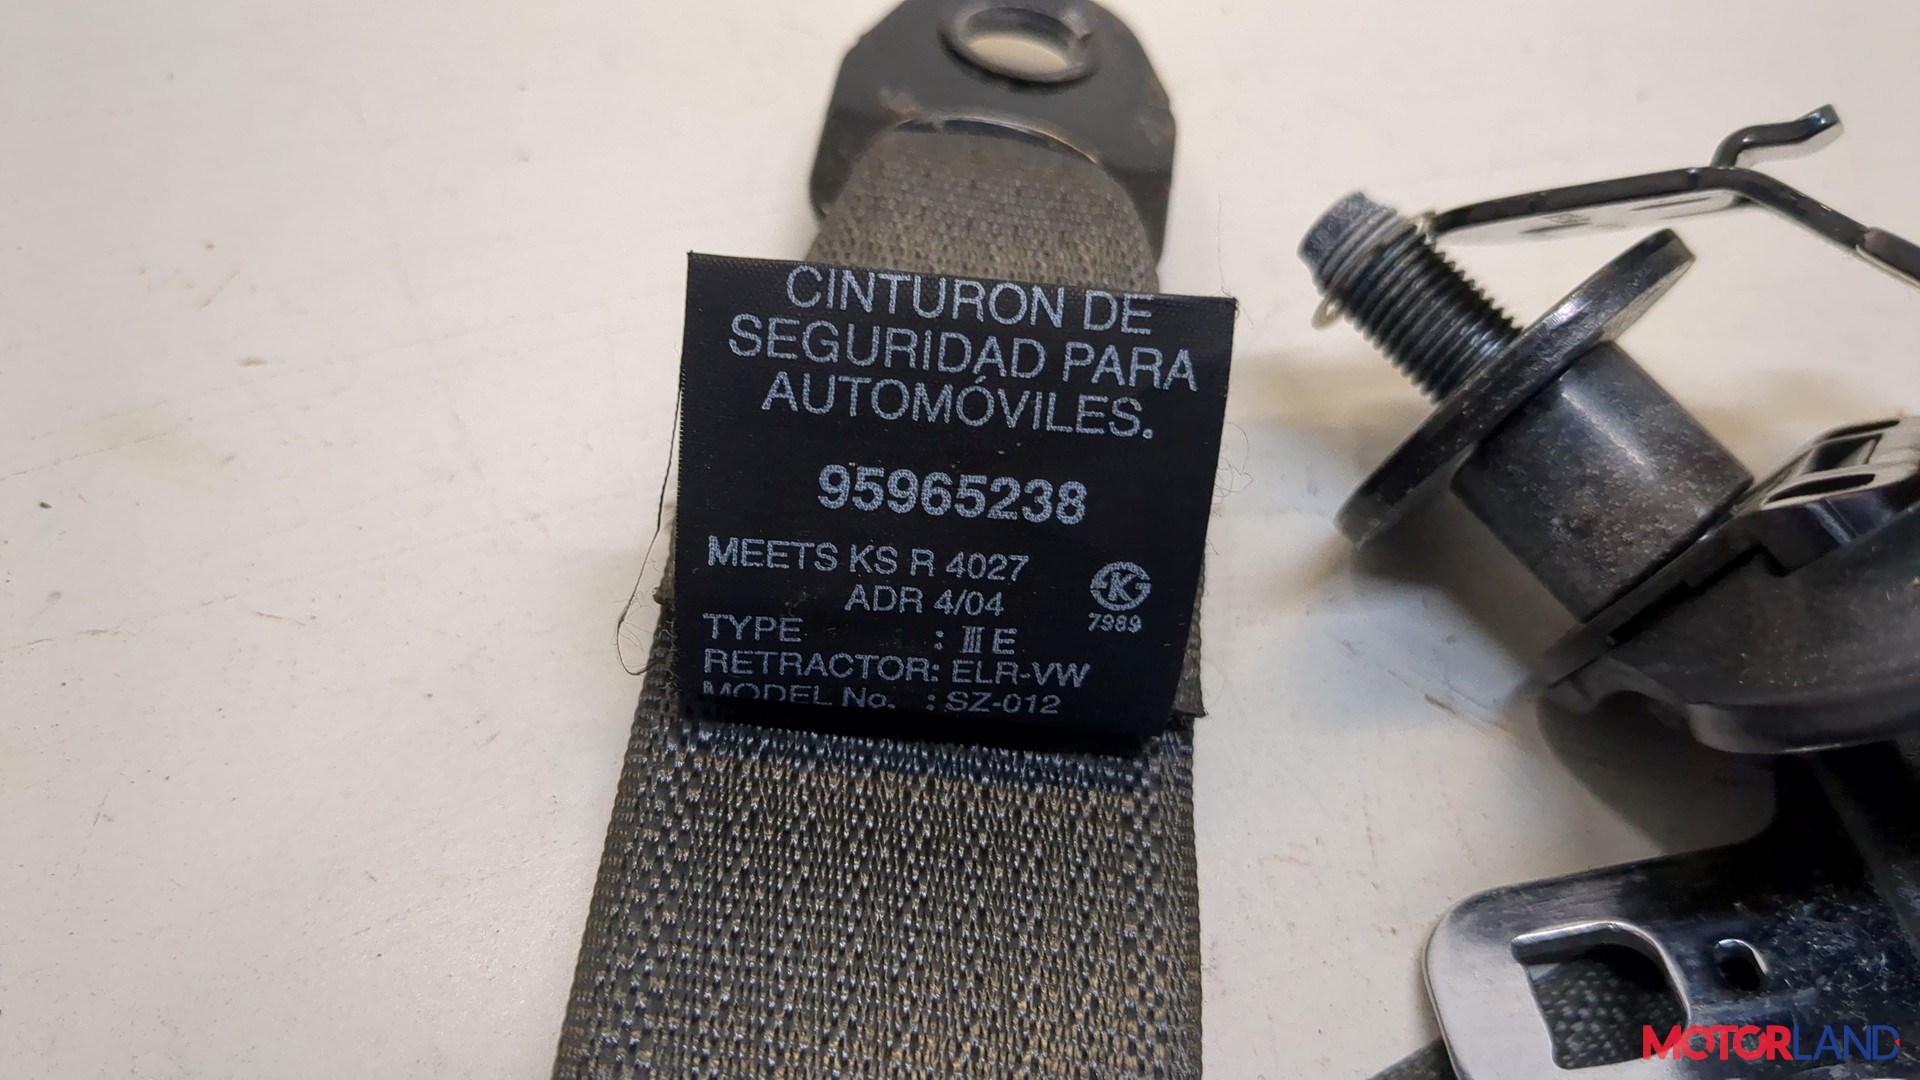 CINTURON DE
SEGURIDAD PARA
AUTOMÓVILES.
95965238
MEETS KS R 4027
ADR 4/04
K
7989
TYPE : III E
RETRACTOR: ELR-VW
MODEL No. : SZ-012
MOTORLAND